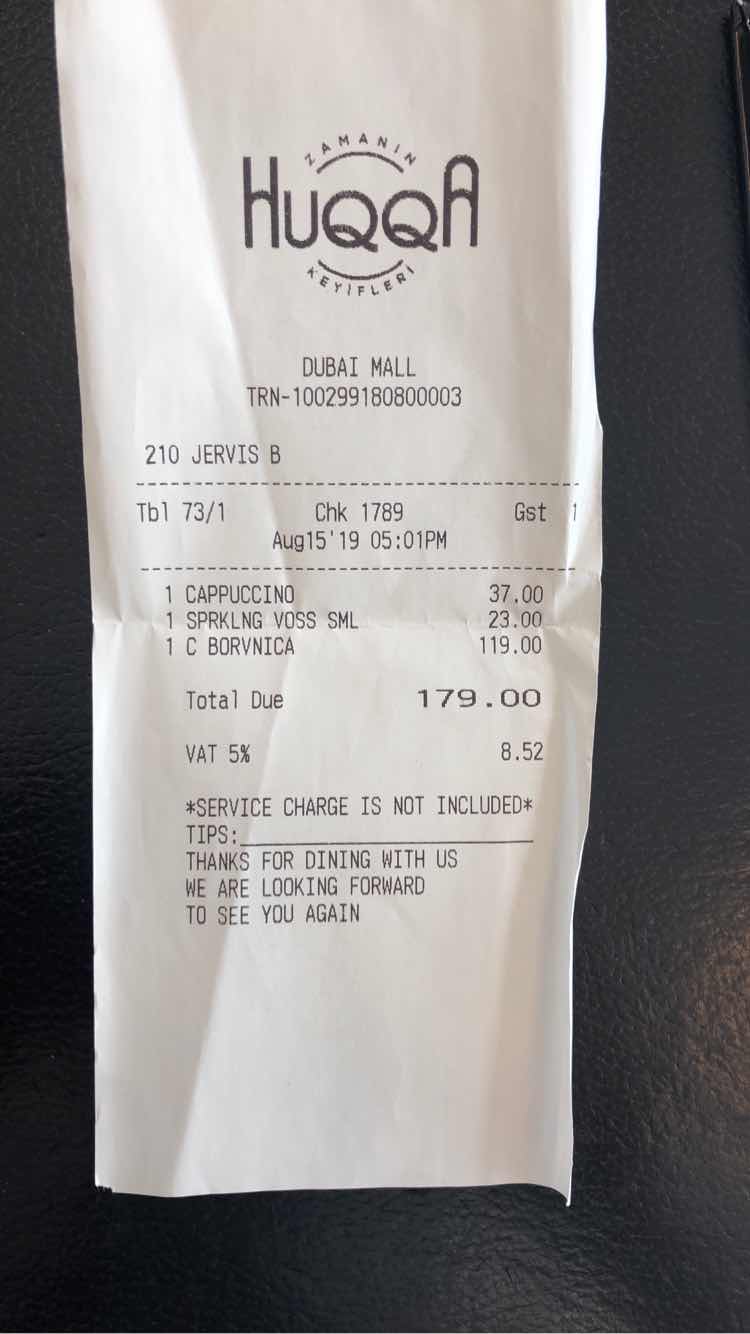 ZAMANIN
HUQQA
KEYİFLERİ
DUBAI MALL
TRN-100299180800003
210 JERVIS B
Tbl 73/1 Chk 1789 Gst 1
Aug15'19 05:01PM
1 CAPPUCCINO 37.00
1 SPRKLNG VOSS SML 23.00
1 C BORVNICA 119.00
Total Due 179.00
VAT 5% 8.52
*SERVICE CHARGE IS NOT INCLUDED*
TIPS:
THANKS FOR DINING WITH US
WE ARE LOOKING FORWARD
TO SEE YOU AGAIN